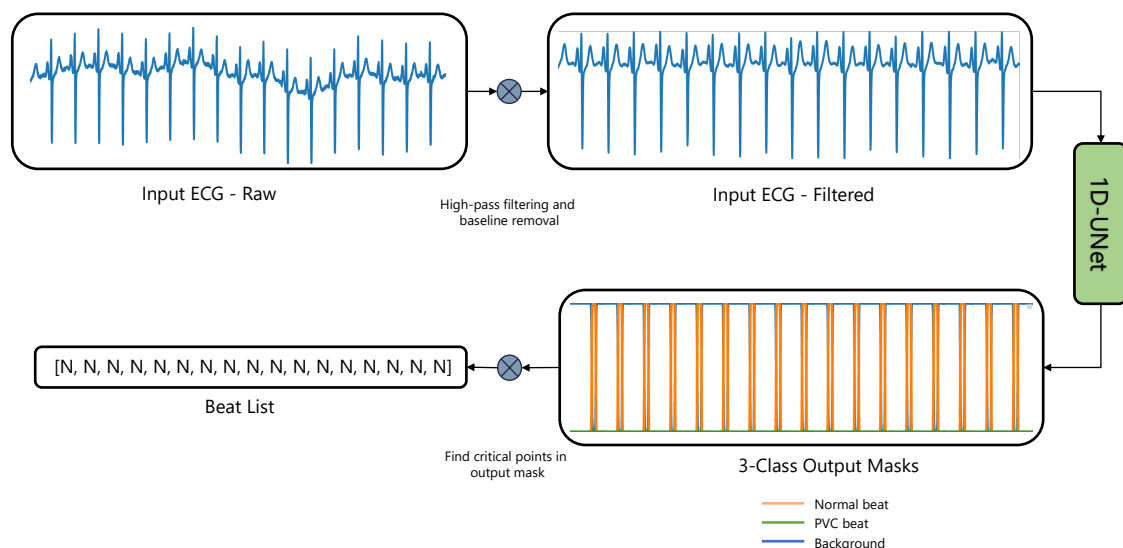 Input ECG - Raw
High-pass filtering and
baseline removal
Input ECG - Filtered
1D-UNet
[N, N, N, N, N, N, N, N, N, N, N, N, N, N, N, N, N]
Beat List
Find critical points in
output mask
3-Class Output Masks
Normal beat
PVC beat
Background